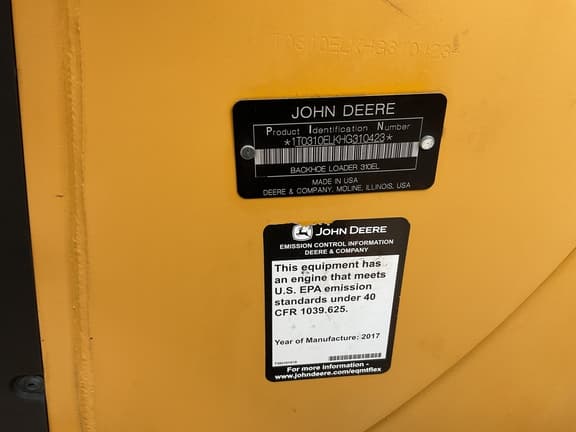 JOHN DEERE
Product Identification Number
*1T0310ELKHG310423*
BACKHOE LOADER 310EL
MADE IN USA
DEERE & COMPANY, MOLINE, ILLINOIS, USA
JOHN DEERE
EMISSION CONTROL INFORMATION
DEERE & COMPANY
This equipment has
an engine that meets
U.S. EPA emission
standards under 40
CFR 1039.625.
Year of Manufacture: 2017
For more information -
www.johndeere.com/eqmtflex